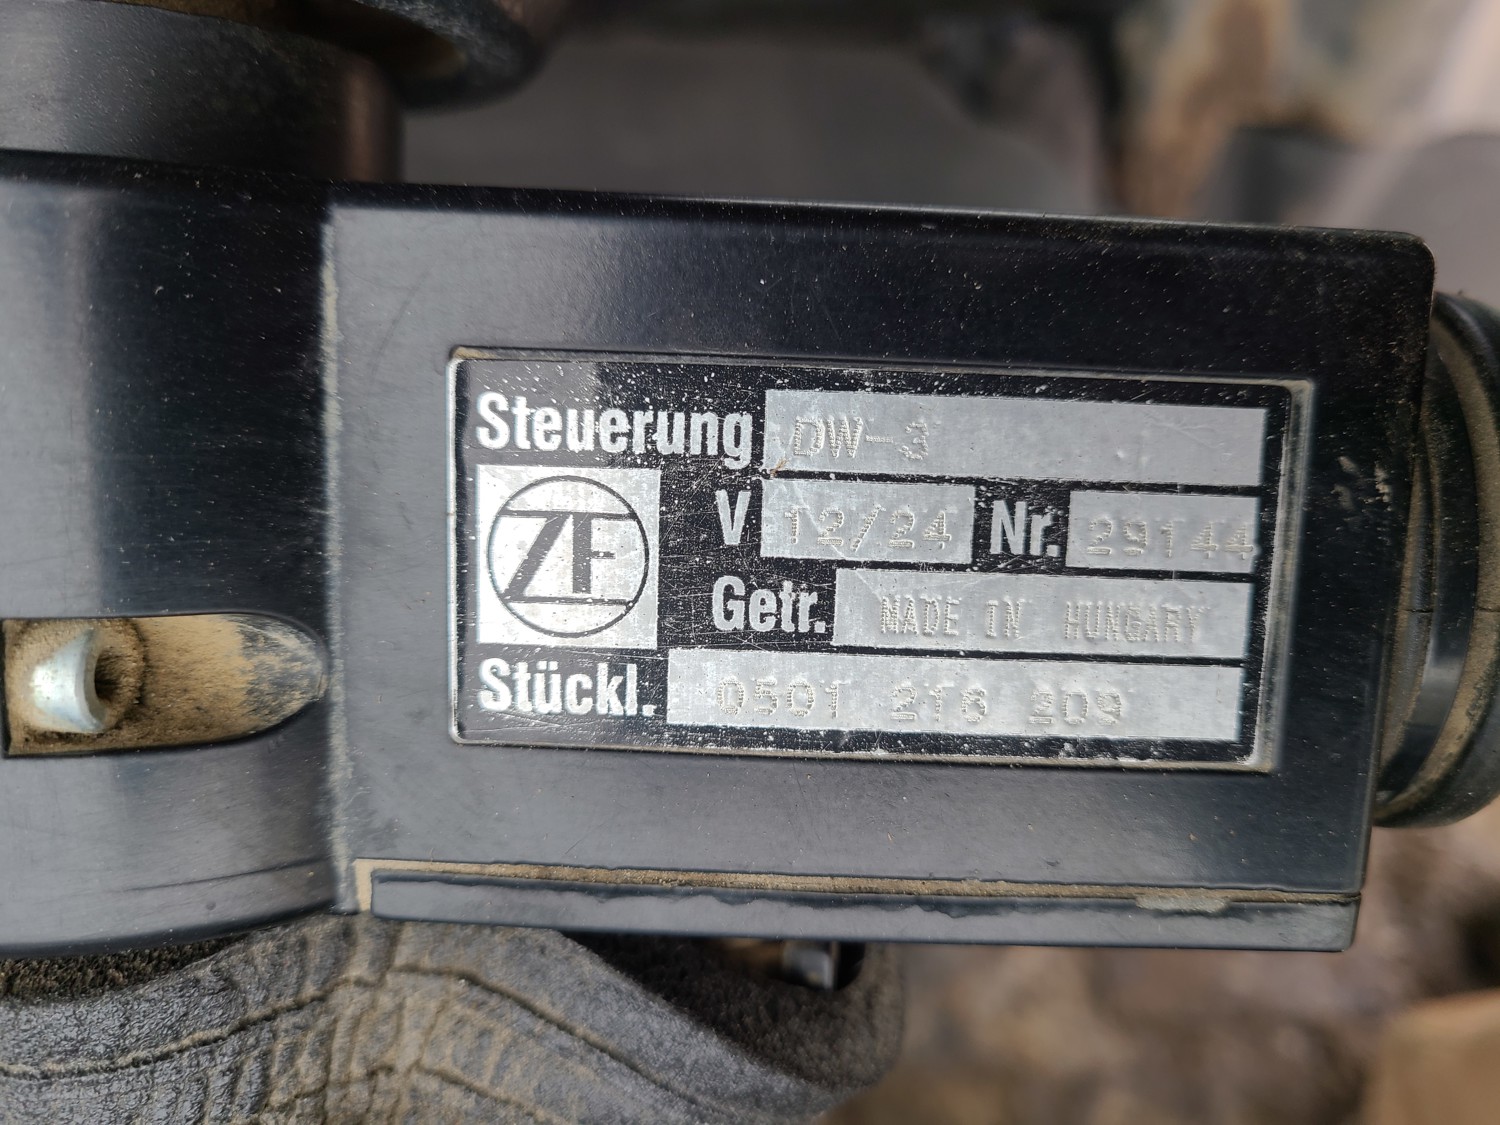 Steuerung DW-3
ZF
V 12/24 Nr. 29144
Getr. MADE IN HUNGARY
Stückl. 0501 216 209